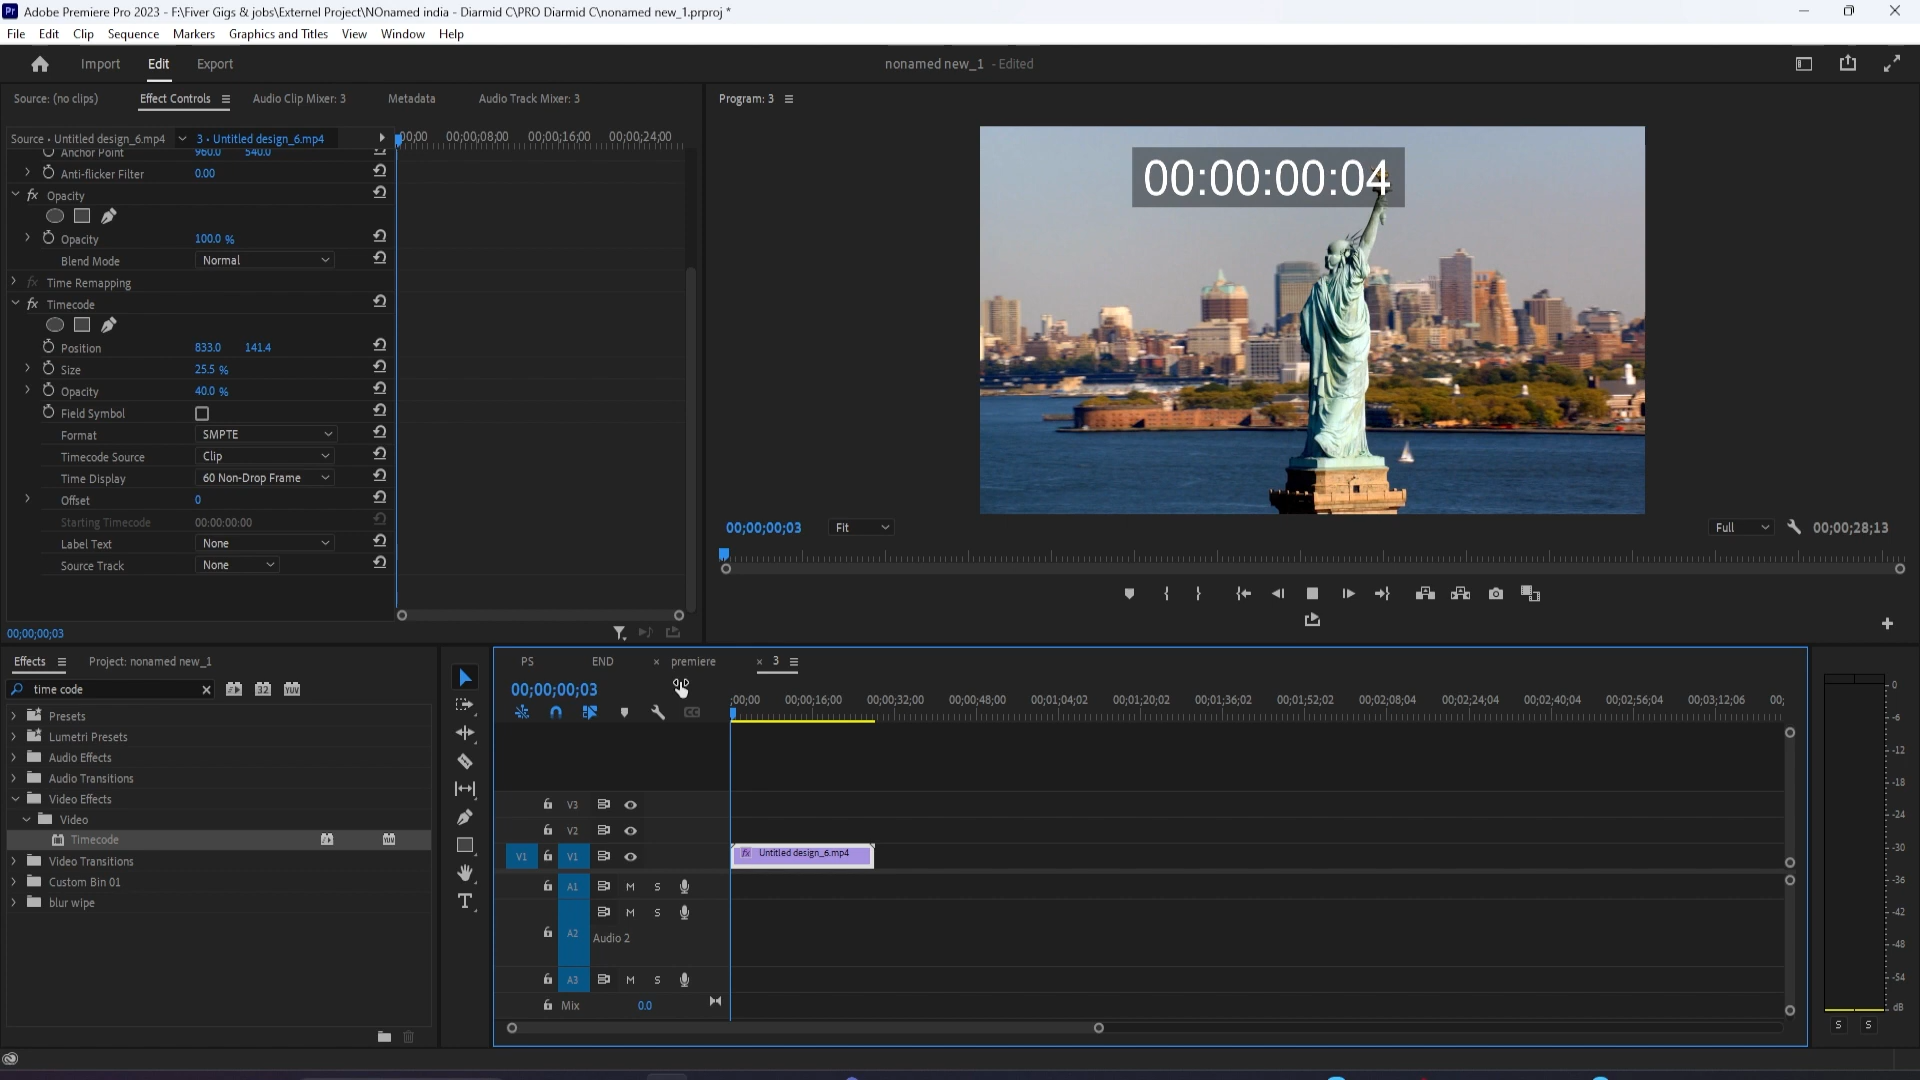 Pr Adobe Premiere Pro 2023 - F:\Fiver Gigs & jobs\Externel Project\NOnamed india - Diarmid C\PRO Diarmid C\nonamed new_1.prproj *
File Edit Clip Sequence Markers Graphics and Titles View Window Help
Import Edit Export nonamed new_1 - Edited
Source: (no clips) Effect Controls Audio Clip Mixer: 3 Metadata Audio Track Mixer: 3
Program: 3
Source • Untitled design_6.mp4 3 • Untitled design_6.mp4 00;00 00;00;08;00 00;00;16;00 00;00;24;00
Anchor Point 960.0 540.0
Anti-flicker Filter 0.00
fx Opacity
Opacity 100.0 %
Blend Mode Normal
fx Time Remapping
fx Timecode
Position 833.0 141.4
Size 25.5 %
Opacity 40.0 %
Field Symbol
Format SMPTE
Timecode Source Clip
Time Display 60 Non-Drop Frame
Offset 0
Starting Timecode 00:00:00:00
Label Text None
Source Track None
00;00;00;03
00:00:00:04
00;00;00;03 Fit Full 00;00;28;13
Effects Project: nonamed new_1
time code 32 YUV
Presets
Lumetri Presets
Audio Effects
Audio Transitions
Video Effects
Video
Timecode
Video Transitions
Custom Bin 01
blur wipe
PS END × premiere × 3
00;00;00;03
CC
;00;00 00;00;16;00 00;00;32;00 00;00;48;00 00;01;04;02 00;01;20;02 00;01;36;02 00;01;52;02 00;02;08;04 00;02;24;04 00;02;40;04 00;02;56;04 00;03;12;06 00;
V3
V2
V1 V1 fx Untitled design_6.mp4
A1 M S
M S
A2 Audio 2
A3 M S
Mix 0.0
0
-6
-12
-18
-24
-30
-36
-42
-48
-54
dB
S S